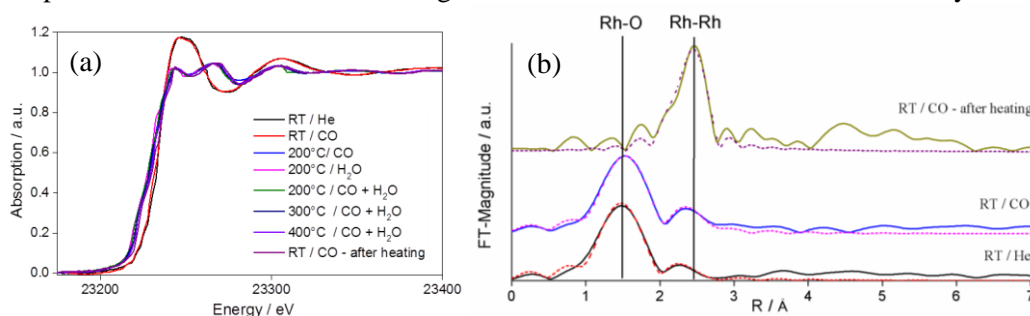 (a)
1.2
1.0
0.8
0.6
0.4
0.2
0.0
Absorption / a.u.
RT / He
RT / CO
200°C/ CO
200°C / H₂O
200°C / CO + H₂O
300°C / CO + H₂O
400°C / CO + H₂O
RT / CO - after heating
23200
23300
23400
Energy / eV
Rh-O
Rh-Rh
(b)
FT-Magnitude / a.u.
RT / CO - after heating
RT / CO
RT / He
0
1
2
3
4
5
6
7
R / Å